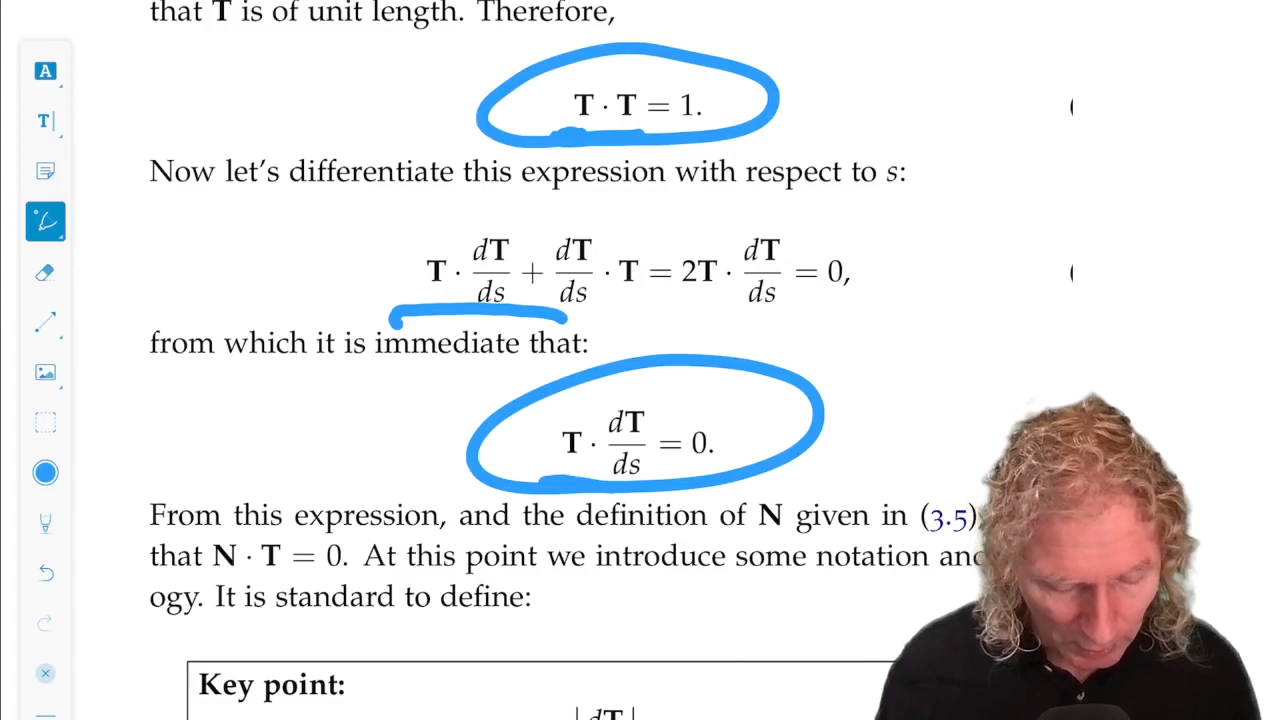 that T is of unit length. Therefore,
T · T = 1.
Now let's differentiate this expression with respect to s:
T · dT/ds + dT/ds · T = 2T · dT/ds = 0,
from which it is immediate that:
T · dT/ds = 0.
From this expression, and the definition of N given in (3.5)
that N · T = 0. At this point we introduce some notation and
ogy. It is standard to define:
Key point: